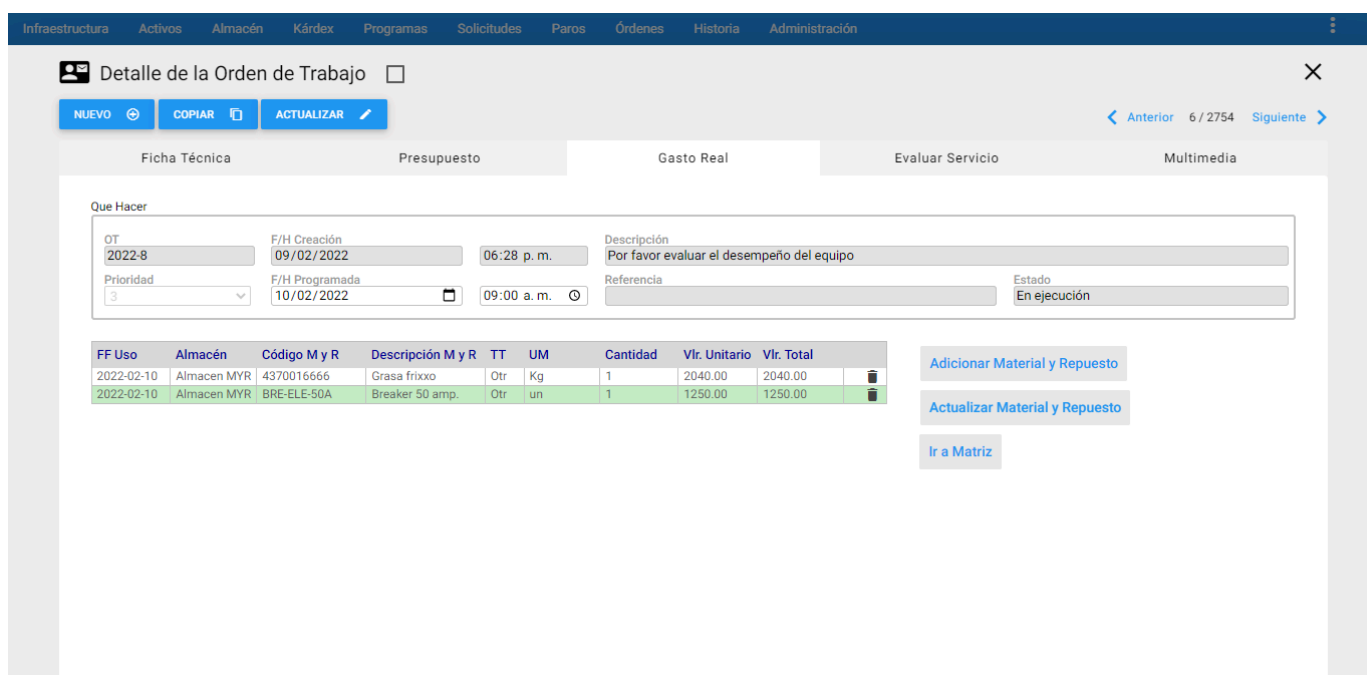 Infraestructura Activos Almacén Kárdex Programas Solicitudes Paros Órdenes Historia Administración
Detalle de la Orden de Trabajo
NUEVO COPIAR ACTUALIZAR Anterior 6 / 2754 Siguiente
Ficha Técnica Presupuesto Gasto Real Evaluar Servicio Multimedia
Que Hacer
OT F/H Creación Descripción
2022-8 09/02/2022 06:28 p. m. Por favor evaluar el desempeño del equipo
Prioridad F/H Programada Referencia Estado
3 10/02/2022 09:00 a. m. En ejecución
FF Uso Almacén Código M y R Descripción M y R TT UM Cantidad Vlr. Unitario Vlr. Total
2022-02-10 Almacen MYR 4370016666 Grasa frixxo Otr Kg 1 2040.00 2040.00
2022-02-10 Almacen MYR BRE-ELE-50A Breaker 50 amp. Otr un 1 1250.00 1250.00
Adicionar Material y Repuesto
Actualizar Material y Repuesto
Ir a Matriz